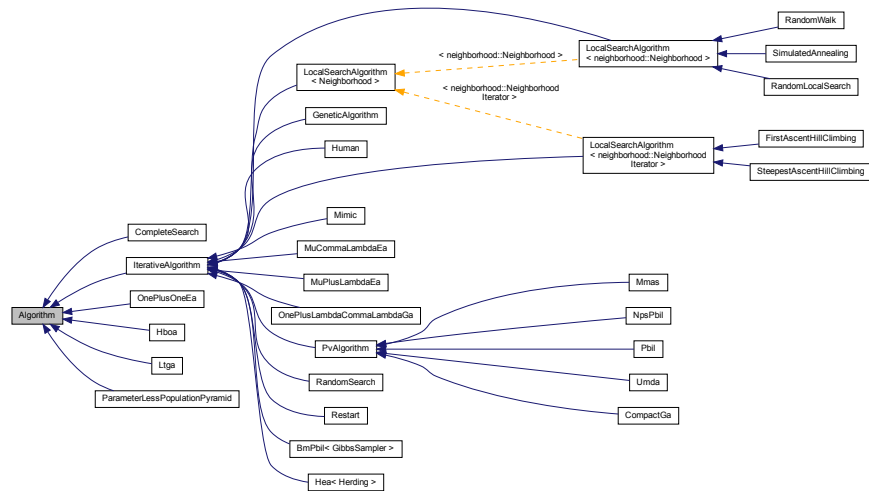 RandomWalk
LocalSearchAlgorithm
< neighborhood::Neighborhood >
SimulatedAnnealing
RandomLocalSearch
< neighborhood::Neighborhood >
LocalSearchAlgorithm
< Neighborhood >
< neighborhood::Neighborhood
Iterator >
GeneticAlgorithm
Human
LocalSearchAlgorithm
< neighborhood::Neighborhood
Iterator >
FirstAscentHillClimbing
SteepestAscentHillClimbing
Mimic
CompleteSearch
MuCommaLambdaEa
IterativeAlgorithm
MuPlusLambdaEa
OnePlusOneEa
OnePlusLambdaCommaLambdaGa
Algorithm
Hboa
Ltga
ParameterLessPopulationPyramid
PvAlgorithm
Mmas
NpsPbil
Pbil
Umda
CompactGa
RandomSearch
Restart
BmPbil< GibbsSampler >
Hea< Herding >